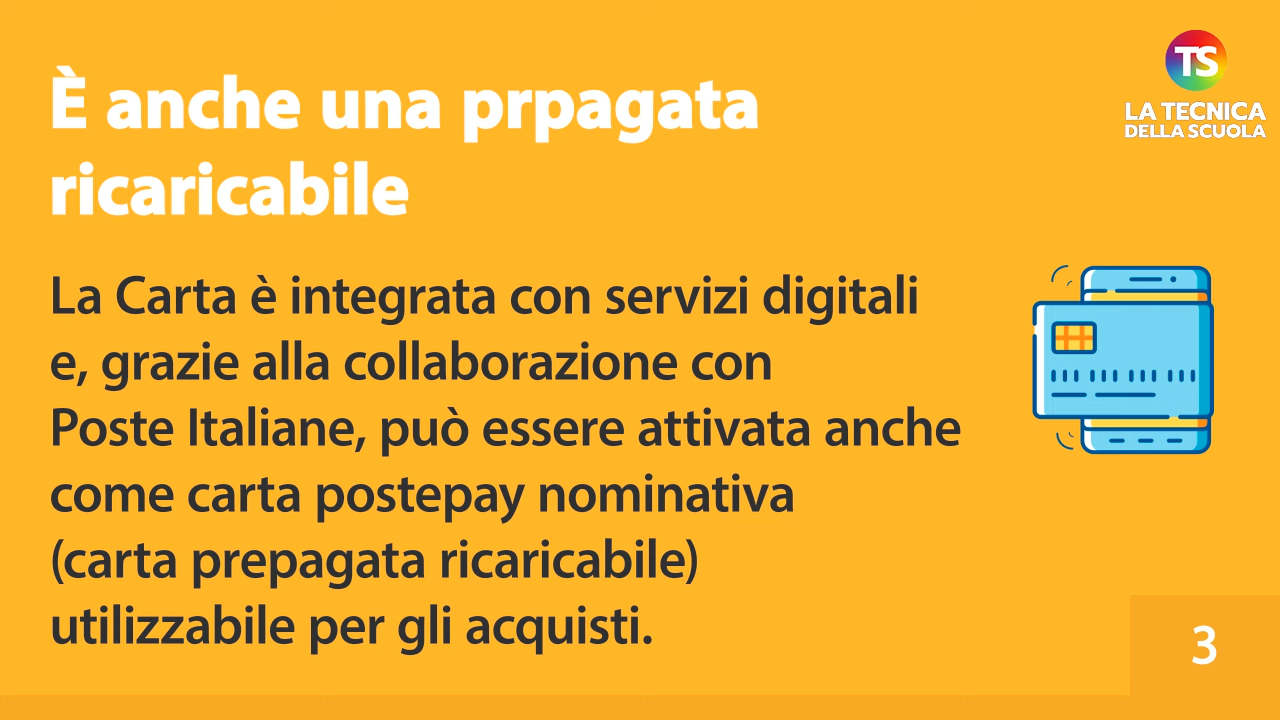 TS
LA TECNICA
DELLA SCUOLA
È anche una prpagata
ricaricabile
La Carta è integrata con servizi digitali
e, grazie alla collaborazione con
Poste Italiane, può essere attivata anche
come carta postepay nominativa
(carta prepagata ricaricabile)
utilizzabile per gli acquisti.
3